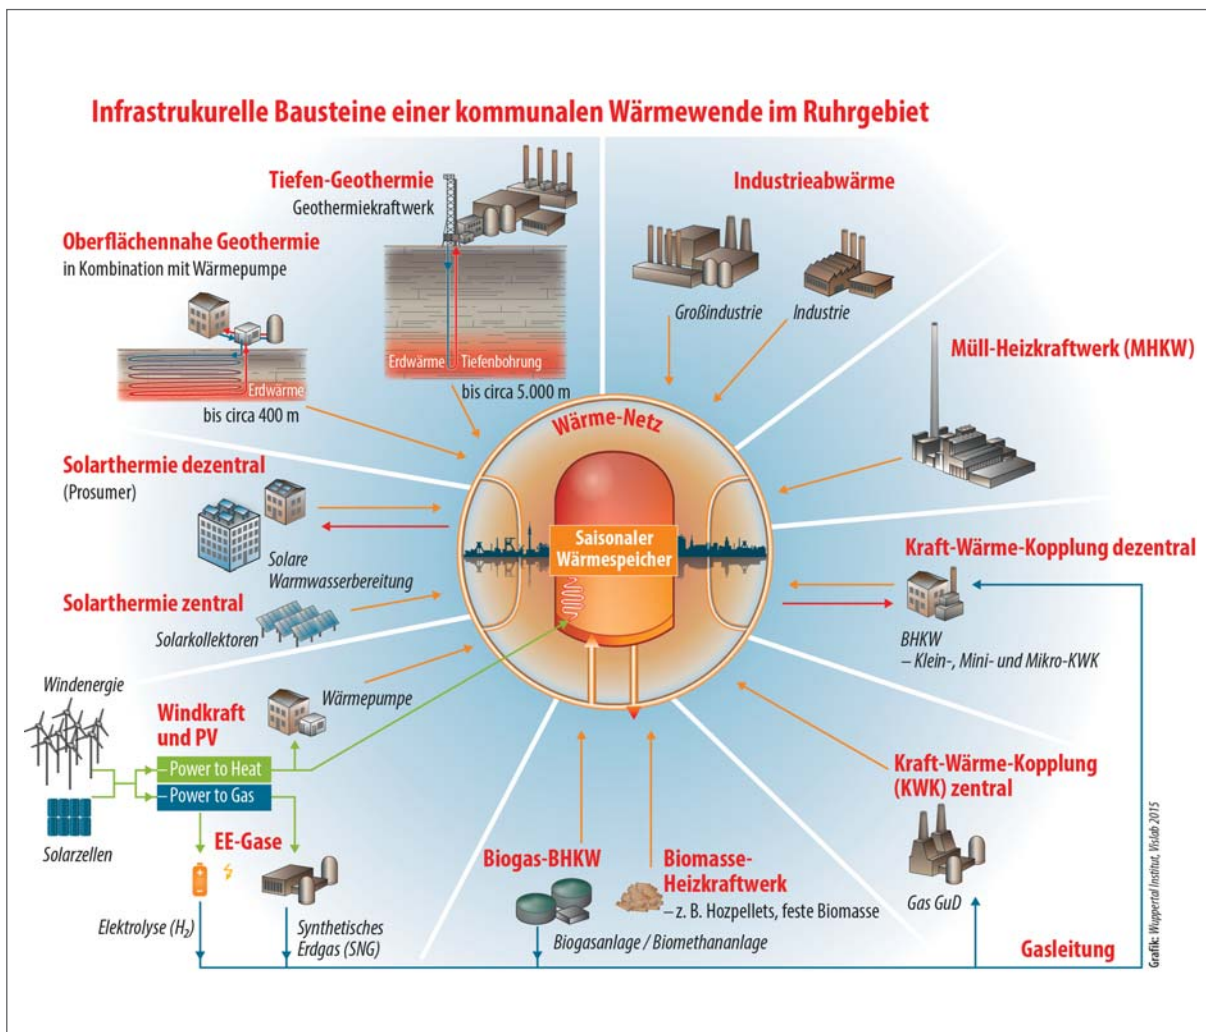 Infrastrukurelle Bausteine einer kommunalen Wärmewende im Ruhrgebiet
Tiefen-Geothermie
Geothermiekraftwerk
Erdwärme
Tiefenbohrung
bis circa 5.000 m
Oberflächennahe Geothermie
in Kombination mit Wärmepumpe
Erdwärme
bis circa 400 m
Industrieabwärme
Großindustrie
Industrie
Müll-Heizkraftwerk (MHKW)
Wärme-Netz
Saisonaler
Wärmespeicher
Solarthermie dezentral
(Prosumer)
Solare
Warmwasserbereitung
Solarthermie zentral
Solarkollektoren
Kraft-Wärme-Kopplung dezentral
BHKW
– Klein-, Mini- und Mikro-KWK
Windenergie
Wärmepumpe
Windkraft
und PV
– Power to Heat
– Power to Gas
Solarzellen
EE-Gase
Elektrolyse (H₂)
Synthetisches
Erdgas (SNG)
Biogas-BHKW
Biogasanlage / Biomethananlage
Biomasse-
Heizkraftwerk
– z. B. Hozpellets, feste Biomasse
Kraft-Wärme-Kopplung
(KWK) zentral
Gas GuD
Gasleitung
Grafik: Wuppertal Institut, Vislab 2015